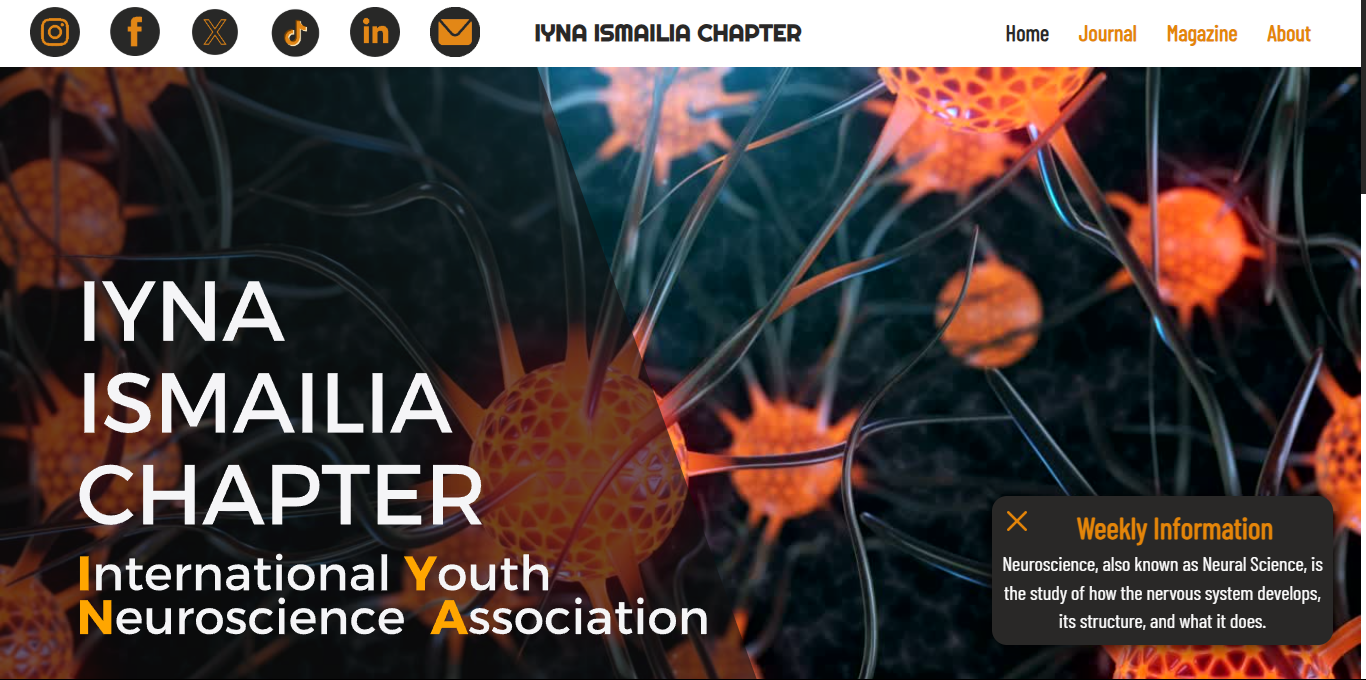 IYNA ISMAILIA CHAPTER
Home Journal Magazine About
IYNA
ISMAILIA
CHAPTER
International Youth
Neuroscience Association
Weekly Information
Neuroscience, also known as Neural Science, is
the study of how the nervous system develops,
its structure, and what it does.